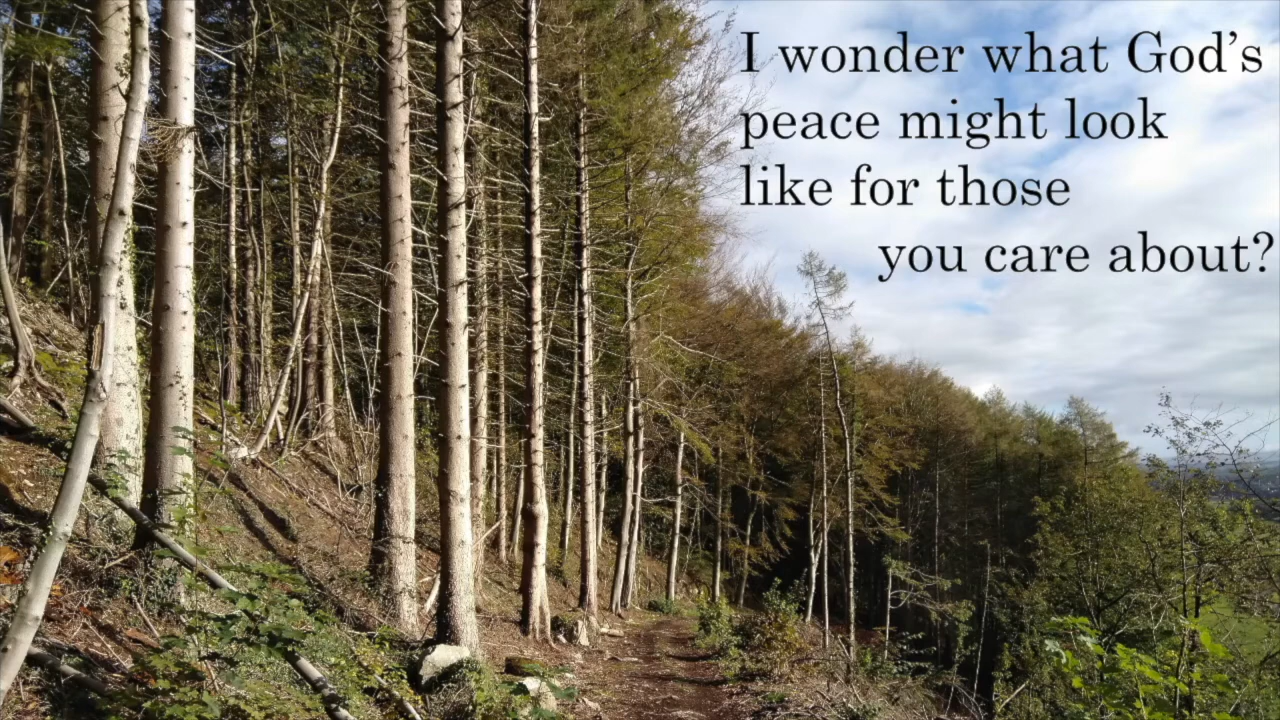 I wonder what God’s
peace might look
like for those
you care about?